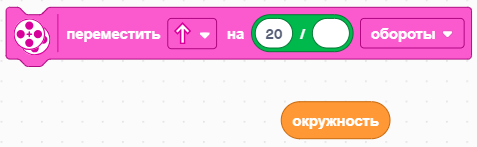 переместить на 20 / обороты
окружность